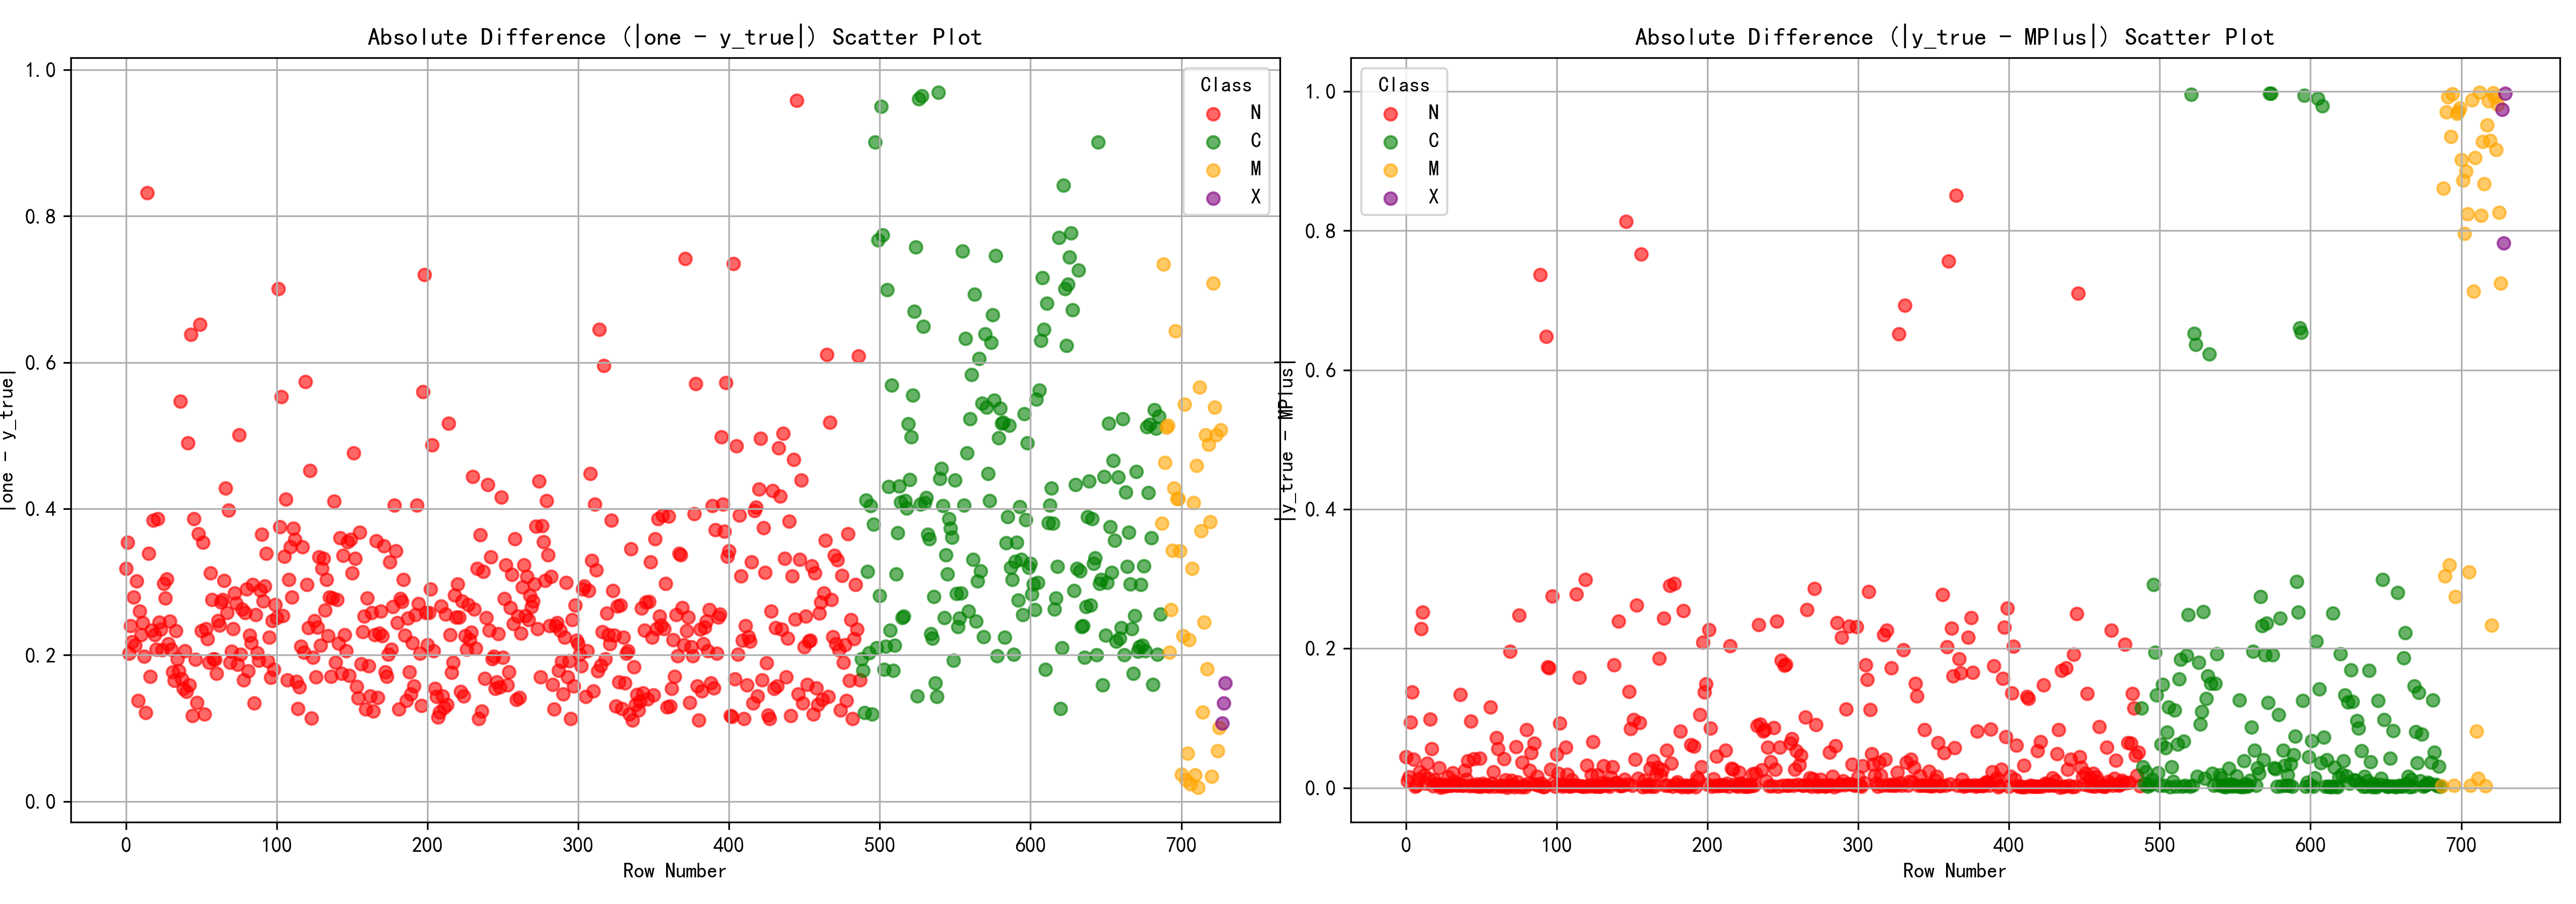 Absolute Difference (|one - y_true|) Scatter Plot
|one - y_true|
1.0
0.8
0.6
0.4
0.2
0.0
0 100 200 300 400 500 600 700
Row Number
Class
N
C
M
X
Absolute Difference (|y_true - MPlus|) Scatter Plot
|y_true - MPlus|
1.0
0.8
0.6
0.4
0.2
0.0
0 100 200 300 400 500 600 700
Row Number
Class
N
C
M
X